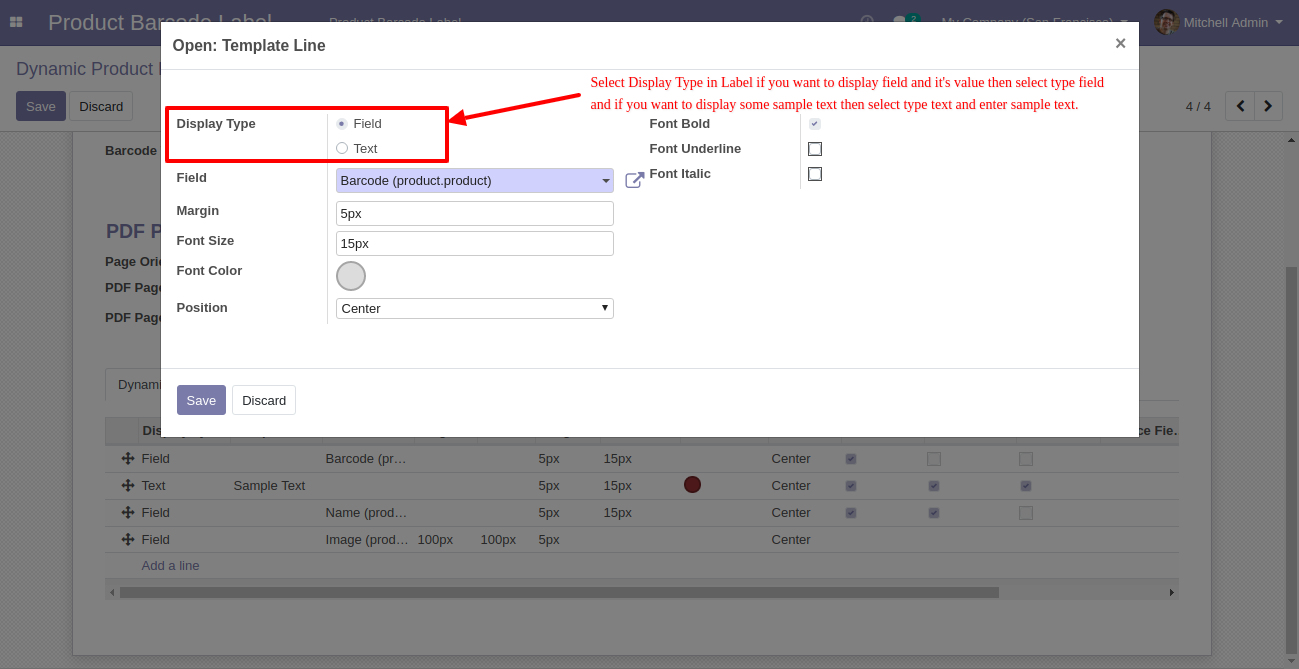 Product Barcode Label
Product Barcode Label
2
My Company (San Francisco)
Mitchell Admin
Open: Template Line
×
Dynamic Product
Save
Discard
4 / 4
Select Display Type in Label if you want to display field and it's value then select type field
and if you want to display some sample text then select type text and enter sample text.
Display Type
Field
Text
Font Bold
Font Underline
Font Italic
Field
Barcode (product.product)
Margin
5px
Font Size
15px
Font Color
Position
Center
Save
Discard
Barcode
PDF P
Page Orie
PDF Page
PDF Page
Dynami
ce Fie...
Field Barcode (pr... 5px 15px Center
Text Sample Text 5px 15px Center
Field Name (prod... 5px 15px Center
Field Image (prod... 100px 100px 5px Center
Add a line